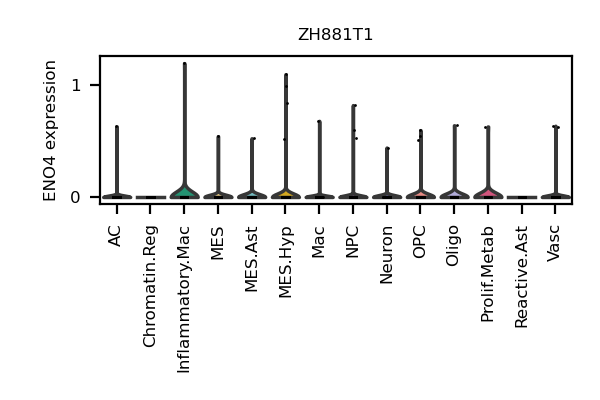 ZH881T1
ENO4 expression
1
0
AC
Chromatin.Reg
Inflammatory.Mac
MES
MES.Ast
MES.Hyp
Mac
NPC
Neuron
OPC
Oligo
Prolif.Metab
Reactive.Ast
Vasc